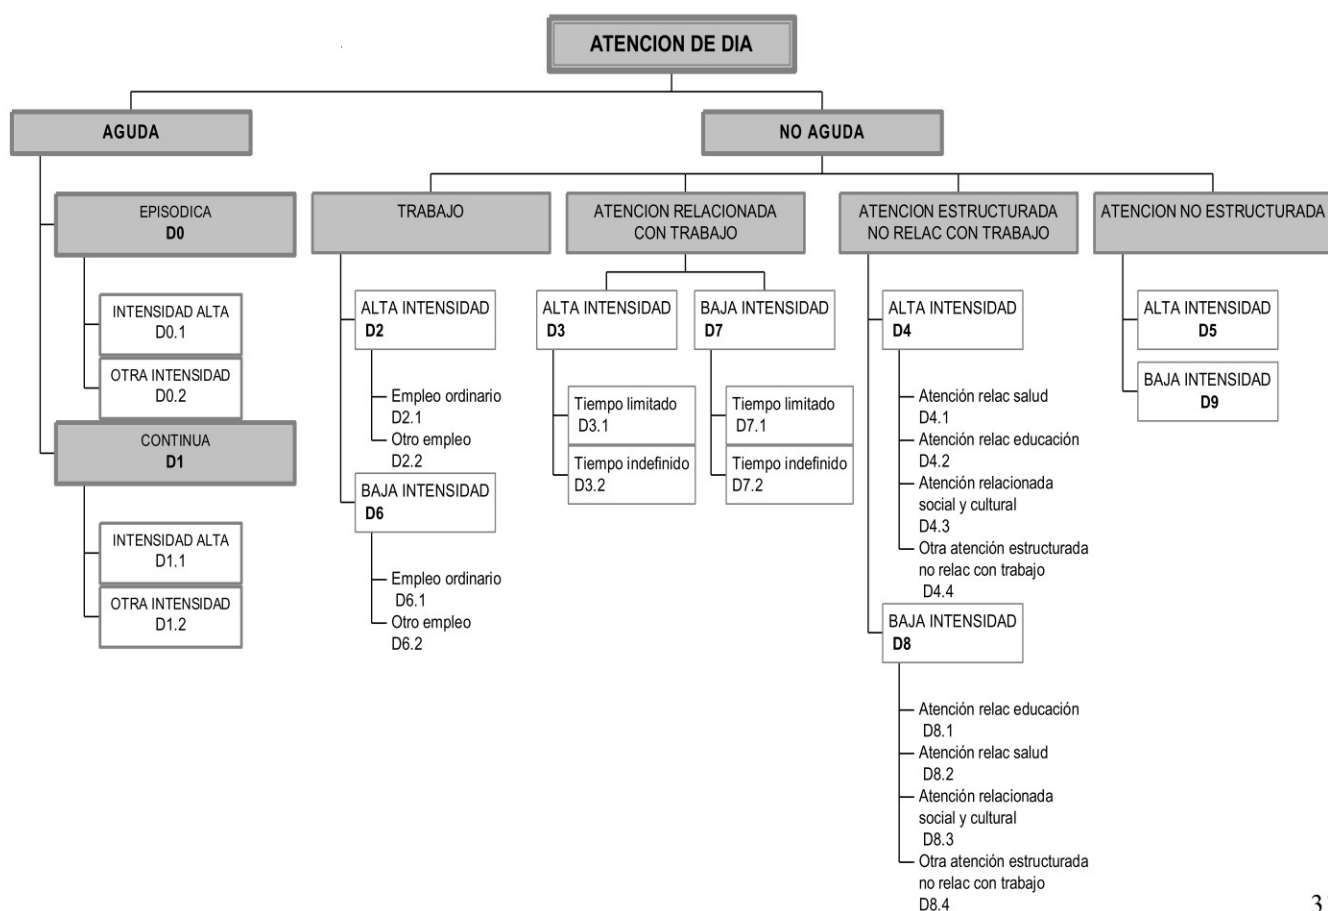 ATENCION DE DIA
AGUDA
NO AGUDA
EPISODICA
D0
INTENSIDAD ALTA
D0.1
OTRA INTENSIDAD
D0.2
CONTINUA
D1
INTENSIDAD ALTA
D1.1
OTRA INTENSIDAD
D1.2
TRABAJO
ALTA INTENSIDAD
D2
Empleo ordinario
D2.1
Otro empleo
D2.2
BAJA INTENSIDAD
D6
Empleo ordinario
D6.1
Otro empleo
D6.2
ATENCION RELACIONADA
CON TRABAJO
ALTA INTENSIDAD
D3
Tiempo limitado
D3.1
Tiempo indefinido
D3.2
BAJA INTENSIDAD
D7
Tiempo limitado
D7.1
Tiempo indefinido
D7.2
ATENCION ESTRUCTURADA
NO RELAC CON TRABAJO
ALTA INTENSIDAD
D4
Atención relac salud
D4.1
Atención relac educación
D4.2
Atención relacionada
social y cultural
D4.3
Otra atención estructurada
no relac con trabajo
D4.4
BAJA INTENSIDAD
D8
Atención relac educación
D8.1
Atención relac salud
D8.2
Atención relacionada
social y cultural
D8.3
Otra atención estructurada
no relac con trabajo
D8.4
ATENCION NO ESTRUCTURADA
ALTA INTENSIDAD
D5
BAJA INTENSIDAD
D9